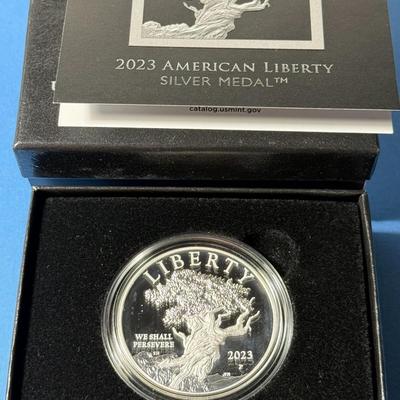 2023 AMERICAN LIBERTY
SILVER MEDAL™
catalog.usmint.gov
LIBERTY
WE SHALL
PERSEVERE
2023
P